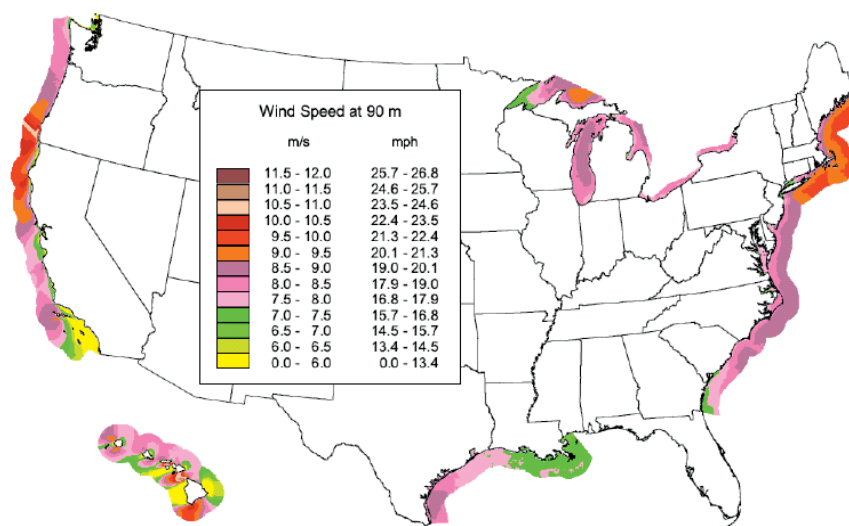 Wind Speed at 90 m
m/s mph
11.5 - 12.0 25.7 - 26.8
11.0 - 11.5 24.6 - 25.7
10.5 - 11.0 23.5 - 24.6
10.0 - 10.5 22.4 - 23.5
9.5 - 10.0 21.3 - 22.4
9.0 - 9.5 20.1 - 21.3
8.5 - 9.0 19.0 - 20.1
8.0 - 8.5 17.9 - 19.0
7.5 - 8.0 16.8 - 17.9
7.0 - 7.5 15.7 - 16.8
6.5 - 7.0 14.5 - 15.7
6.0 - 6.5 13.4 - 14.5
0.0 - 6.0 0.0 - 13.4